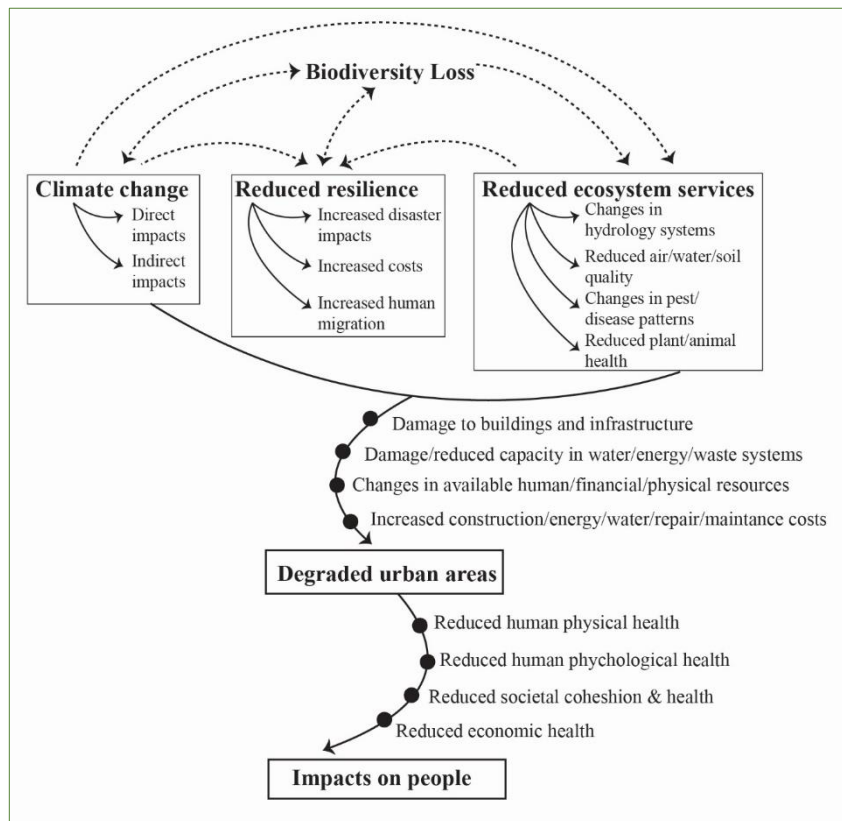 Biodiversity Loss
Climate change
Direct
impacts
Indirect
impacts
Reduced resilience
Increased disaster
impacts
Increased costs
Increased human
migration
Reduced ecosystem services
Changes in
hydrology systems
Reduced air/water/soil
quality
Changes in pest/
disease patterns
Reduced plant/animal
health
Damage to buildings and infrastructure
Damage/reduced capacity in water/energy/waste systems
Changes in available human/financial/physical resources
Increased construction/energy/water/repair/maintance costs
Degraded urban areas
Reduced human physical health
Reduced human phychological health
Reduced societal coheshion & health
Reduced economic health
Impacts on people